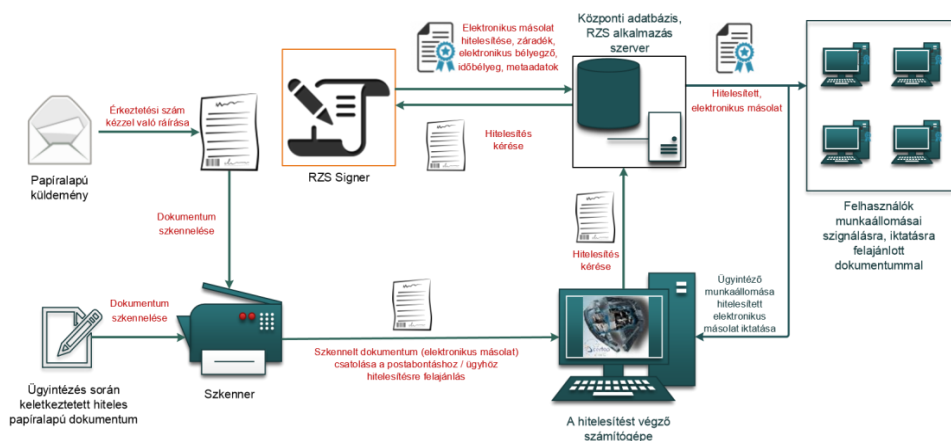 Érkeztetési szám
kézzel való ráírása
Papíralapú
küldemény
Dokumentum
szkennelése
Dokumentum
szkennelése
Ügyintézés során
keletkeztetett hiteles
papíralapú dokumentum
Szkenner
RZS Signer
Elektronikus másolat
hitelesítése, záradék,
elektronikus bélyegző,
időbélyeg, metaadatok
Hitelesítés
kérése
Központi adatbázis,
RZS alkalmazás
szerver
Hitelesített,
elektronikus másolat
Felhasználók
munkaállomásai
szignálásra, iktatásra
felajánlott
dokumentummal
Hitelesítés
kérése
Ügyintéző
munkaállomása
hitelesített
elektronikus
másolat iktatása
Szkennelt dokumentum (elektronikus másolat)
csatolása a postabontáshoz / ügyhöz
hitelesítésre felajánlás
A hitelesítést végző
számítógépe